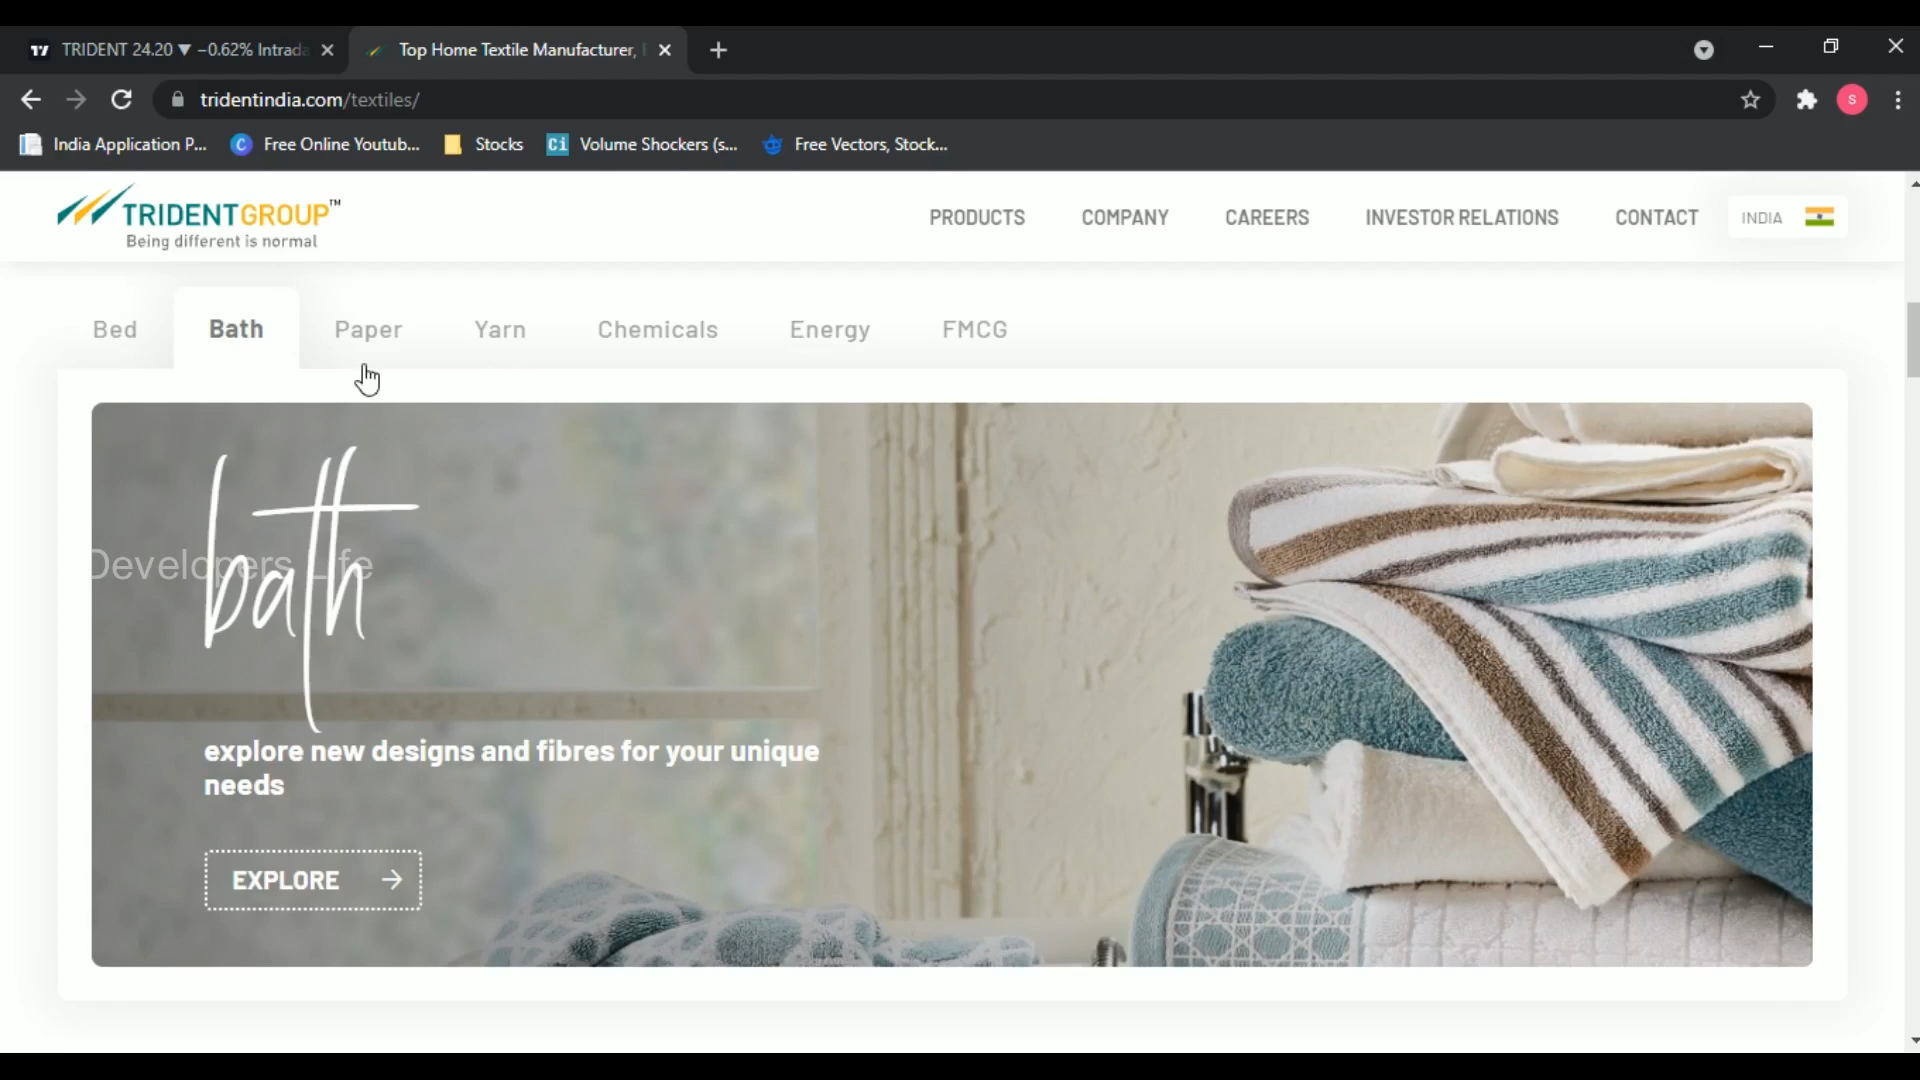 TRIDENT 24.20 ▼ −0.62% Intrada
Top Home Textile Manufacturer,
tridentindia.com/textiles/
S
India Application P...
Free Online Youtub...
Stocks
Ci
Volume Shockers (s...
Free Vectors, Stock...
TRIDENTGROUP™
Being different is normal
PRODUCTS
COMPANY
CAREERS
INVESTOR RELATIONS
CONTACT
INDIA
Bed
Bath
Paper
Yarn
Chemicals
Energy
FMCG
bath
Developers Life
explore new designs and fibres for your unique
needs
EXPLORE →